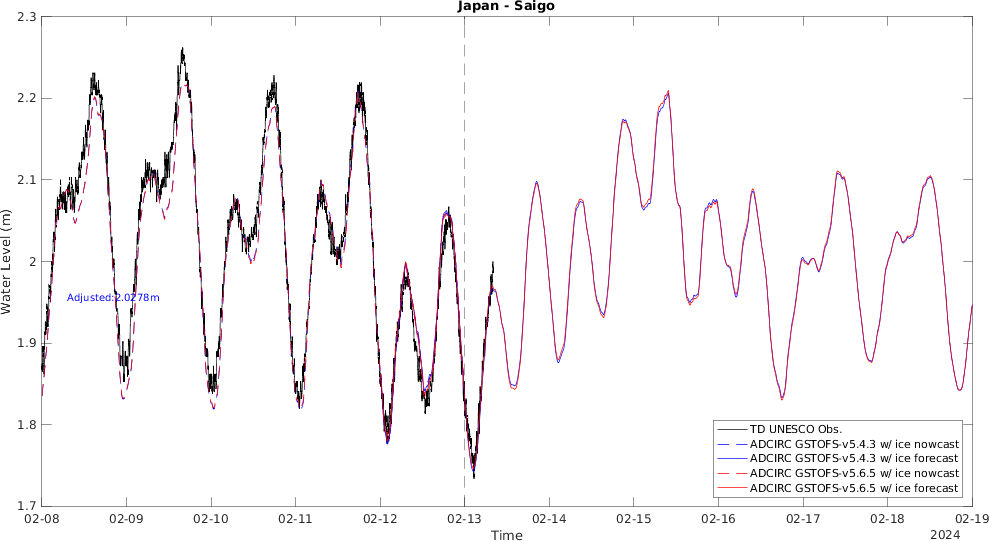 Japan - Saigo
2.3
2.2
2.1
2
1.9
1.8
1.7
Water Level (m)
Adjusted:2.0278m
TD UNESCO Obs.
ADCIRC GSTOFS-v5.4.3 w/ ice nowcast
ADCIRC GSTOFS-v5.4.3 w/ ice forecast
ADCIRC GSTOFS-v5.6.5 w/ ice nowcast
ADCIRC GSTOFS-v5.6.5 w/ ice forecast
02-08 02-09 02-10 02-11 02-12 02-13 02-14 02-15 02-16 02-17 02-18 02-19
Time
2024